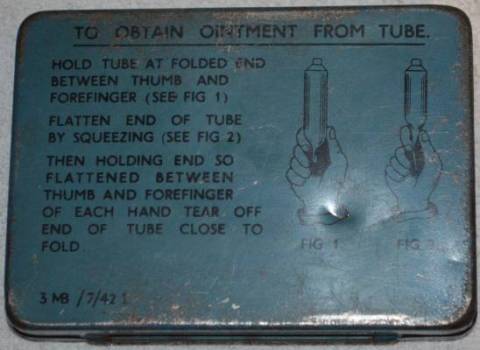 TO OBTAIN OINTMENT FROM TUBE.
HOLD TUBE AT FOLDED END
BETWEEN THUMB AND
FOREFINGER (SEE FIG 1)
FLATTEN END OF TUBE
BY SQUEEZING (SEE FIG 2)
THEN HOLDING END SO
FLATTENED BETWEEN
THUMB AND FOREFINGER
OF EACH HAND TEAR OFF
END OF TUBE CLOSE TO
FOLD
FIG 1
FIG
3 MB /7/42